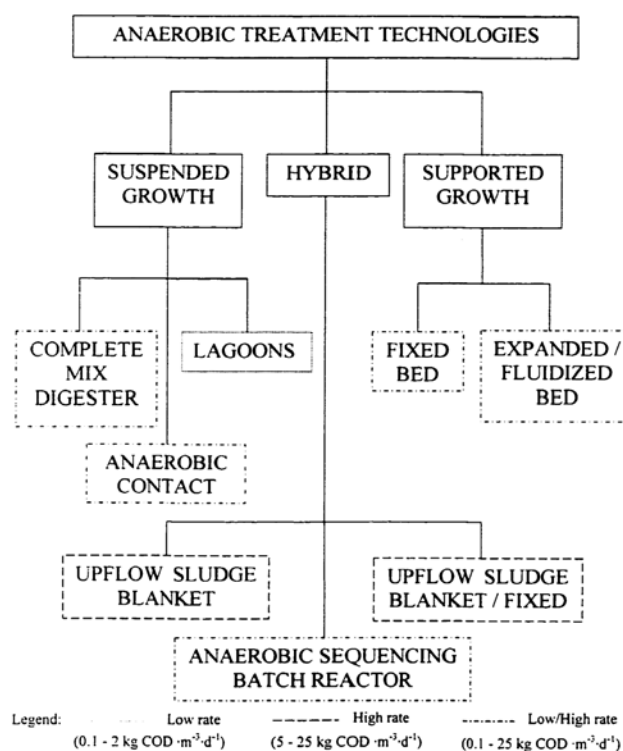 ANAEROBIC TREATMENT TECHNOLOGIES
SUSPENDED
GROWTH
HYBRID
SUPPORTED
GROWTH
COMPLETE
MIX
DIGESTER
LAGOONS
FIXED
BED
EXPANDED /
FLUIDIZED
BED
ANAEROBIC
CONTACT
UPFLOW SLUDGE
BLANKET
UPFLOW SLUDGE
BLANKET / FIXED
ANAEROBIC SEQUENCING
BATCH REACTOR
Legend: Low rate High rate Low/High rate
(0.1 - 2 kg COD ·m⁻³·d⁻¹) (5 - 25 kg COD ·m⁻³·d⁻¹) (0.1 - 25 kg COD ·m⁻³·d⁻¹)